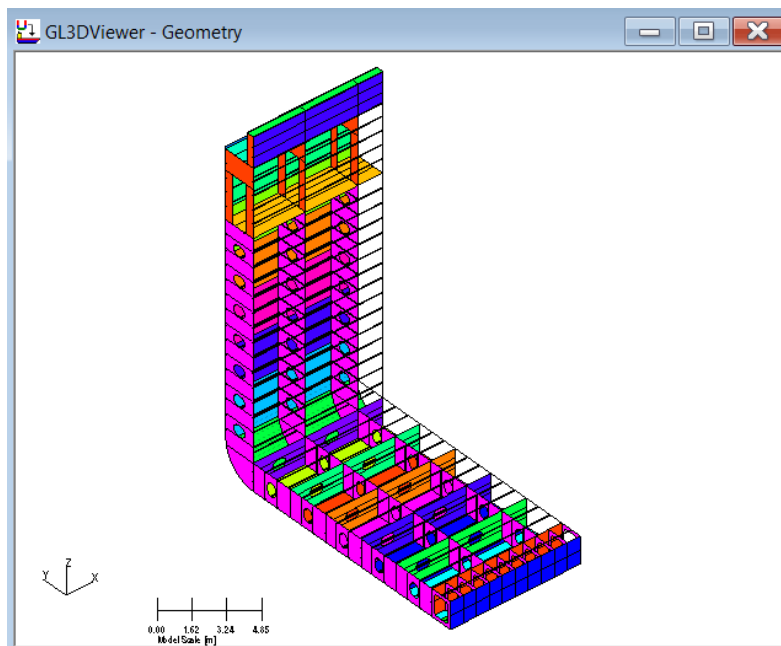 GL3DViewer - Geometry
Z
Y X
0.00 1.62 3.24 4.85
Model Scale [m]